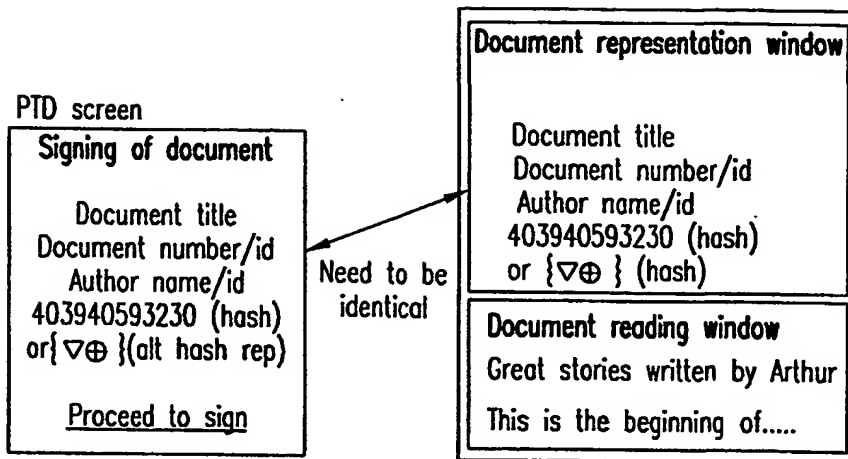 PTD screen
Signing of document
Document title
Document number/id
Author name/id
403940593230 (hash)
or{ ▽⊕ }(alt hash rep)
Proceed to sign
Need to be
identical
Document representation window
Document title
Document number/id
Author name/id
403940593230 (hash)
or {▽⊕ } (hash)
Document reading window
Great stories written by Arthur
This is the beginning of.....